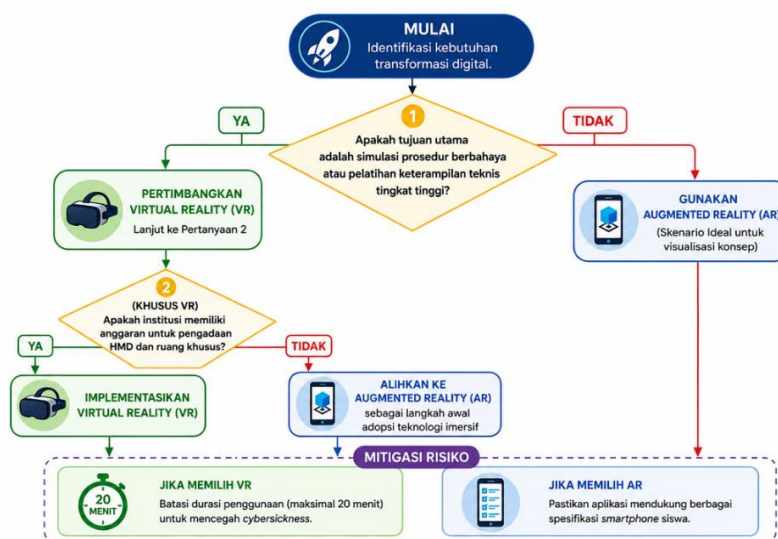 MULAI
Identifikasi kebutuhan
transformasi digital.
1
Apakah tujuan utama
adalah simulasi prosedur berbahaya
atau pelatihan keterampilan teknis
tingkat tinggi?
YA
TIDAK
PERTIMBANGKAN
VIRTUAL REALITY (VR)
Lanjut ke Pertanyaan 2
GUNAKAN
AUGMENTED REALITY (AR)
(Skenario Ideal untuk
visualisasi konsep)
2
(KHUSUS VR)
Apakah institusi memiliki
anggaran untuk pengadaan
HMD dan ruang khusus?
YA
TIDAK
IMPLEMENTASIKAN
VIRTUAL REALITY (VR)
ALIHKAN KE
AUGMENTED REALITY (AR)
sebagai langkah awal
adopsi teknologi imersif
MITIGASI RISIKO
20
MENIT
JIKA MEMILIH VR
Batasi durasi penggunaan (maksimal 20 menit)
untuk mencegah cybersickness.
JIKA MEMILIH AR
Pastikan aplikasi mendukung berbagai
spesifikasi smartphone siswa.